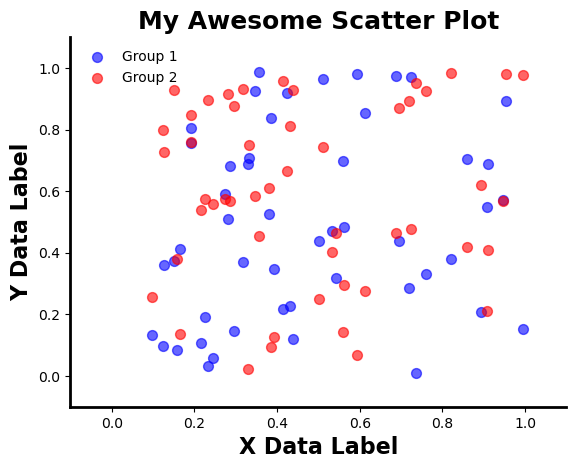 My Awesome Scatter Plot
Group 1
Group 2
Y Data Label
1.0
0.8
0.6
0.4
0.2
0.0
0.0 0.2 0.4 0.6 0.8 1.0
X Data Label